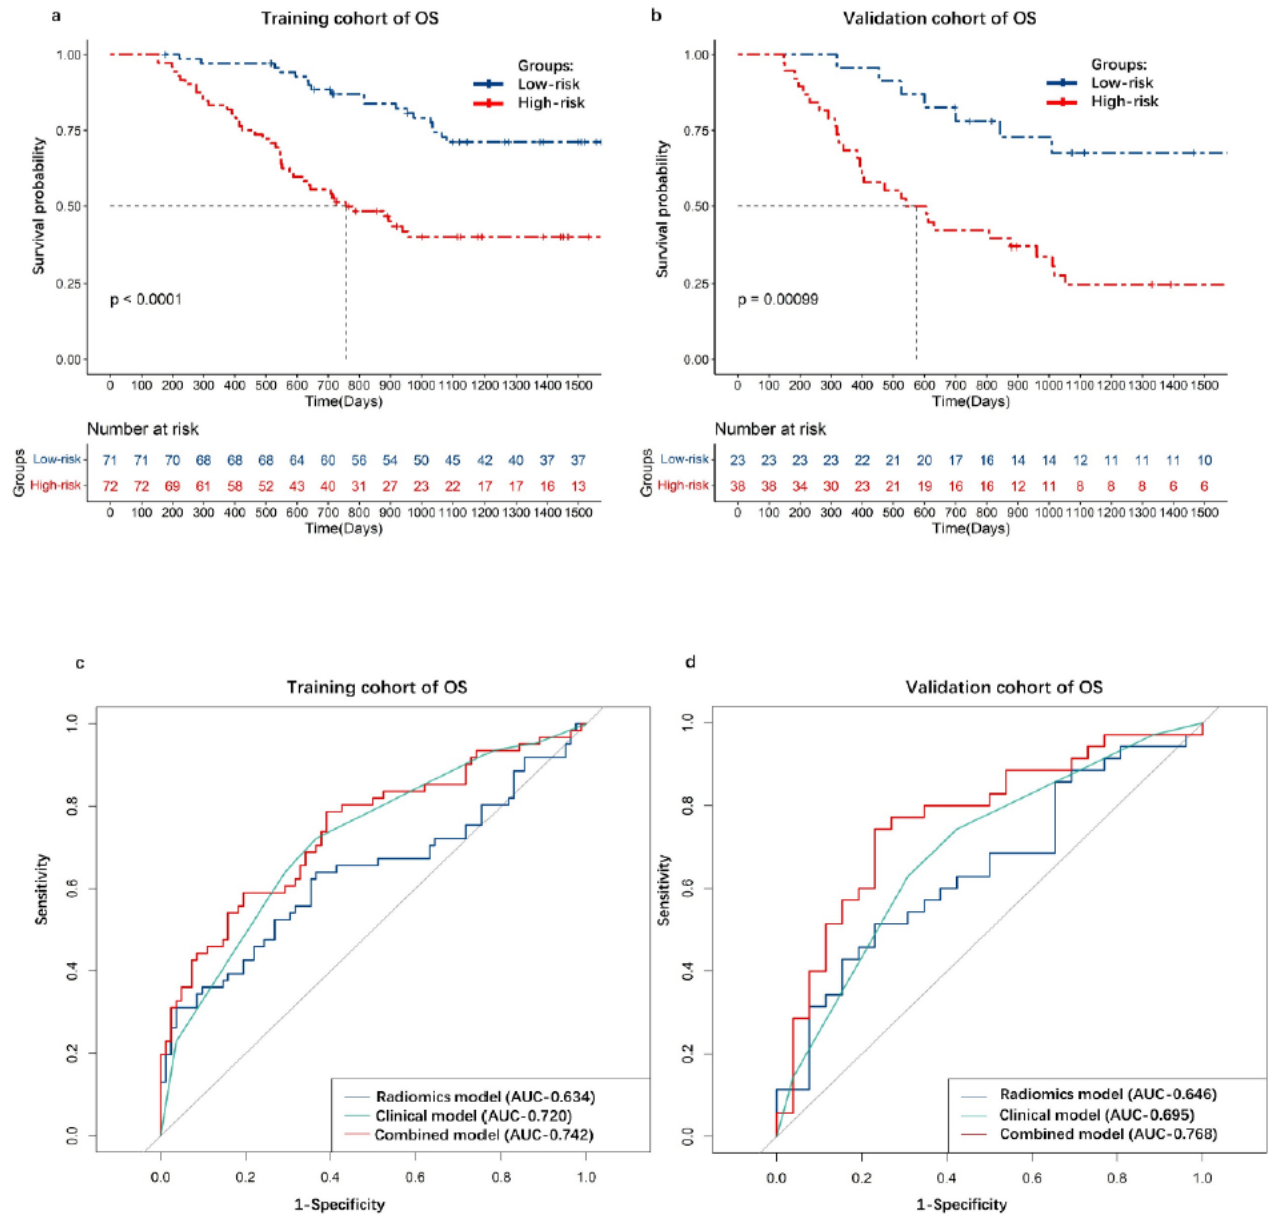 a
Training cohort of OS
Survival probability
1.00
0.75
0.50
0.25
0.00
Groups:
Low-risk
High-risk
p < 0.0001
0 100 200 300 400 500 600 700 800 900 1000 1100 1200 1300 1400 1500
Time(Days)
Number at risk
Groups
Low-risk 71 71 70 68 68 68 64 60 56 54 50 45 42 40 37 37
High-risk 72 72 69 61 58 52 43 40 31 27 23 22 17 17 16 13
0 100 200 300 400 500 600 700 800 900 1000 1100 1200 1300 1400 1500
Time(Days)
b
Validation cohort of OS
Survival probability
1.00
0.75
0.50
0.25
0.00
Groups:
Low-risk
High-risk
p = 0.00099
0 100 200 300 400 500 600 700 800 900 1000 1100 1200 1300 1400 1500
Time(Days)
Number at risk
Groups
Low-risk 23 23 23 23 22 21 20 17 16 14 14 12 11 11 11 10
High-risk 38 38 34 30 23 21 19 16 16 12 11 8 8 8 6 6
0 100 200 300 400 500 600 700 800 900 1000 1100 1200 1300 1400 1500
Time(Days)
c
Training cohort of OS
Sensitivity
1.0
0.8
0.6
0.4
0.2
0.0
Radiomics model (AUC-0.634)
Clinical model (AUC-0.720)
Combined model (AUC-0.742)
0.0 0.2 0.4 0.6 0.8 1.0
1-Specificity
d
Validation cohort of OS
Sensitivity
1.0
0.8
0.6
0.4
0.2
0.0
Radiomics model (AUC-0.646)
Clinical model (AUC-0.695)
Combined model (AUC-0.768)
0.0 0.2 0.4 0.6 0.8 1.0
1-Specificity